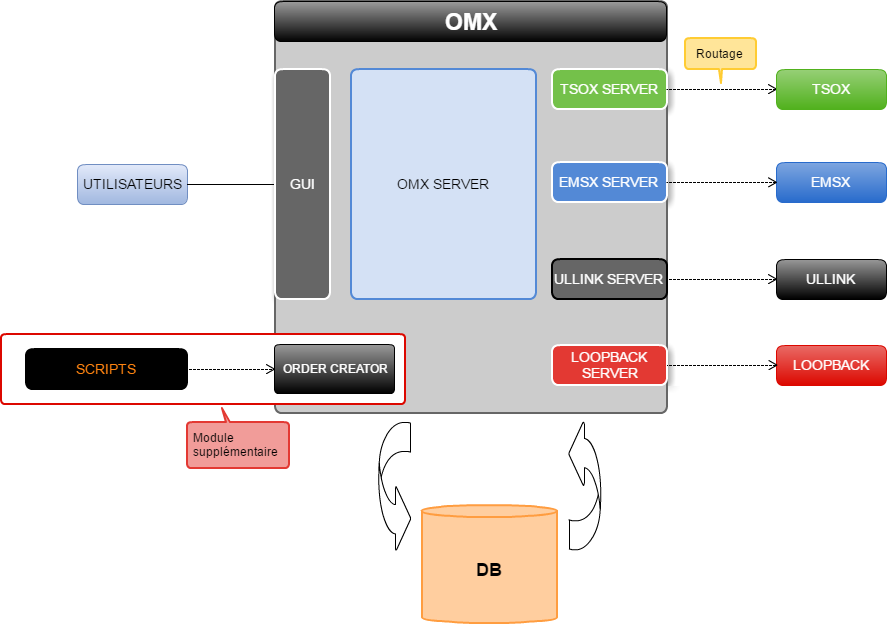 OMX
Routage
TSOX SERVER
TSOX
UTILISATEURS
GUI
OMX SERVER
EMSX SERVER
EMSX
ULLINK SERVER
ULLINK
SCRIPTS
ORDER CREATOR
LOOPBACK
SERVER
LOOPBACK
Module
supplémentaire
DB